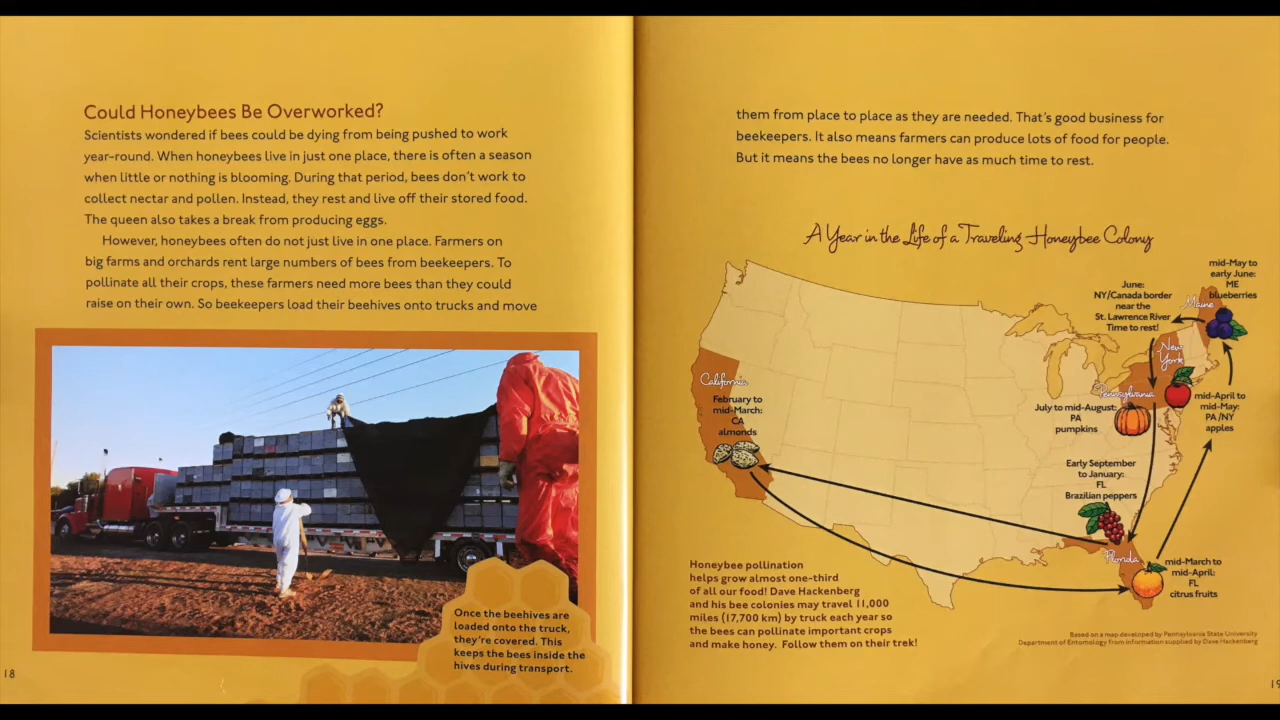 Could Honeybees Be Overworked?
Scientists wondered if bees could be dying from being pushed to work
year-round. When honeybees live in just one place, there is often a season
when little or nothing is blooming. During that period, bees don't work to
collect nectar and pollen. Instead, they rest and live off their stored food.
The queen also takes a break from producing eggs.
However, honeybees often do not just live in one place. Farmers on
big farms and orchards rent large numbers of bees from beekeepers. To
pollinate all their crops, these farmers need more bees than they could
raise on their own. So beekeepers load their beehives onto trucks and move
Once the beehives are
loaded onto the truck,
they're covered. This
keeps the bees inside the
hives during transport.
18
them from place to place as they are needed. That's good business for
beekeepers. It also means farmers can produce lots of food for people.
But it means the bees no longer have as much time to rest.
A Year in the Life of a Traveling Honeybee Colony
mid-May to
early June:
ME
blueberries
June:
NY/Canada border
near the
St. Lawrence River
Time to rest!
Maine
New
York
Pennsylvania
California
February to
mid-March:
CA
almonds
July to mid-August:
PA
pumpkins
mid-April to
mid-May:
PA/NY
apples
Early September
to January:
FL
Brazilian peppers
Florida
mid-March to
mid-April:
FL
citrus fruits
Honeybee pollination
helps grow almost one-third
of all our food! Dave Hackenberg
and his bee colonies may travel 11,000
miles (17,700 km) by truck each year so
the bees can pollinate important crops
and make honey. Follow them on their trek!
Based on a map developed by Pennsylvania State University
Department of Entomology from information supplied by Dave Hackenberg
19